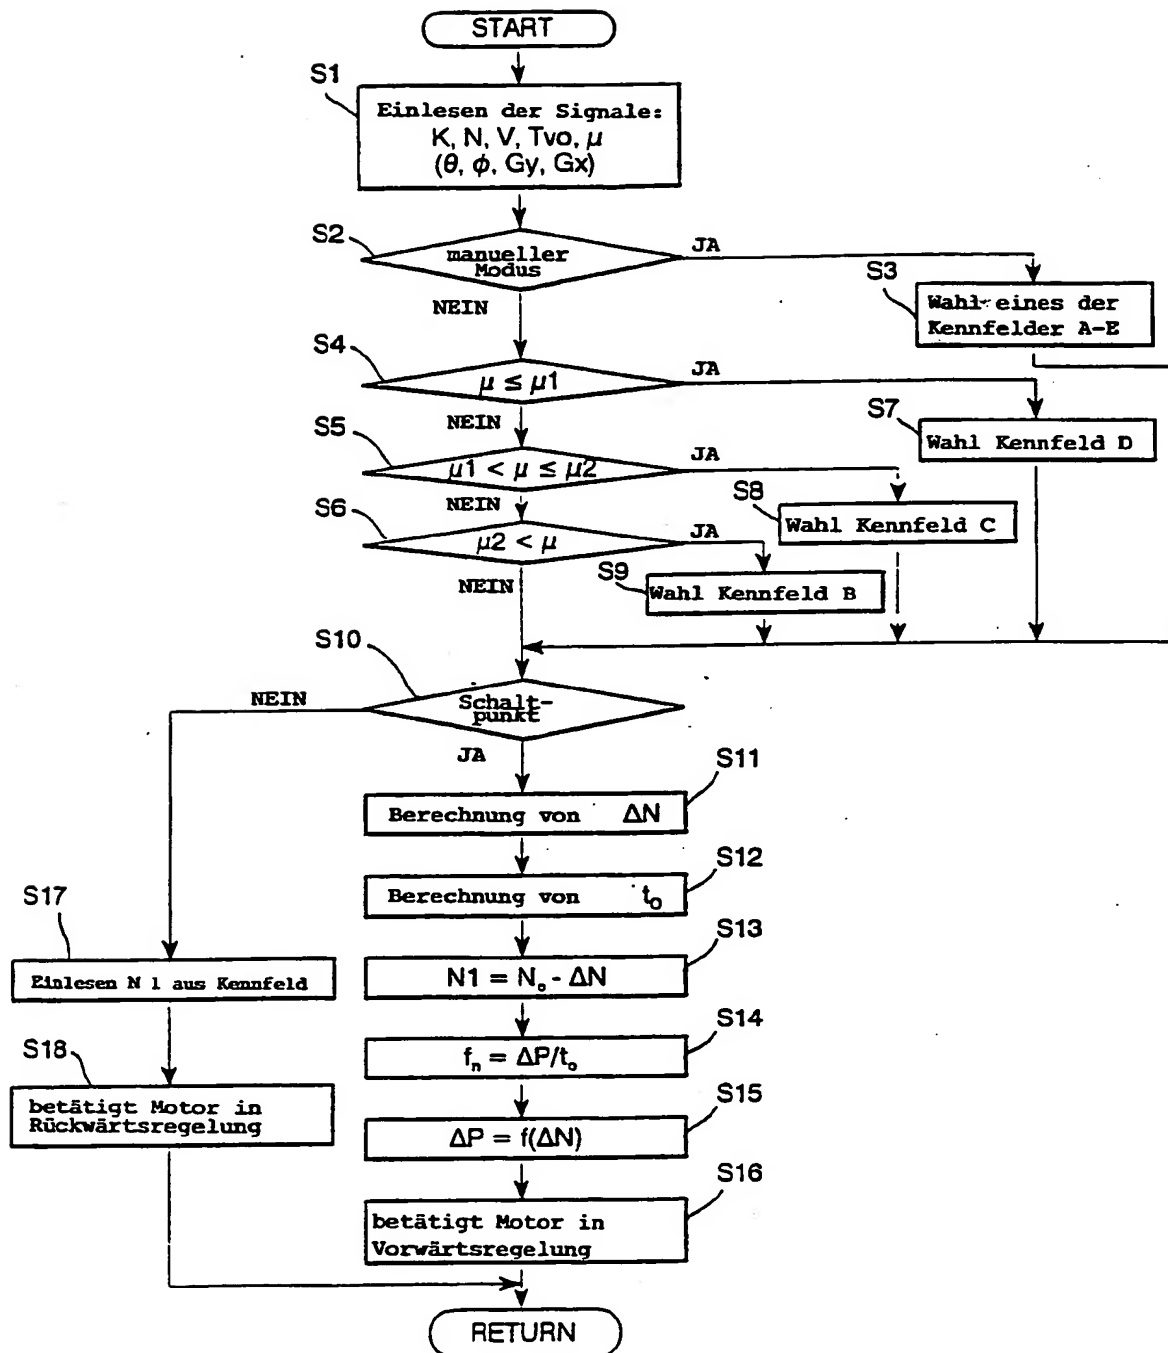 START
S1
Einlesen der Signale:
K, N, V, Tvo, μ
(θ, ϕ, Gy, Gx)
S2
manueller
Modus
JA
NEIN
S3
Wahl eines der
Kennfelder A-E
S4
μ ≤ μ1
JA
NEIN
S7
Wahl Kennfeld D
S5
μ1 < μ ≤ μ2
JA
NEIN
S8
Wahl Kennfeld C
S6
μ2 < μ
JA
NEIN
S9
Wahl Kennfeld B
S10
Schalt-
punkt
NEIN
JA
S11
Berechnung von ΔN
S12
Berechnung von to
S13
N1 = No - ΔN
S14
fn = ΔP/to
S15
ΔP = f(ΔN)
S16
betätigt Motor in
Vorwärtsregelung
S17
Einlesen N 1 aus Kennfeld
S18
betätigt Motor in
Rückwärtsregelung
RETURN